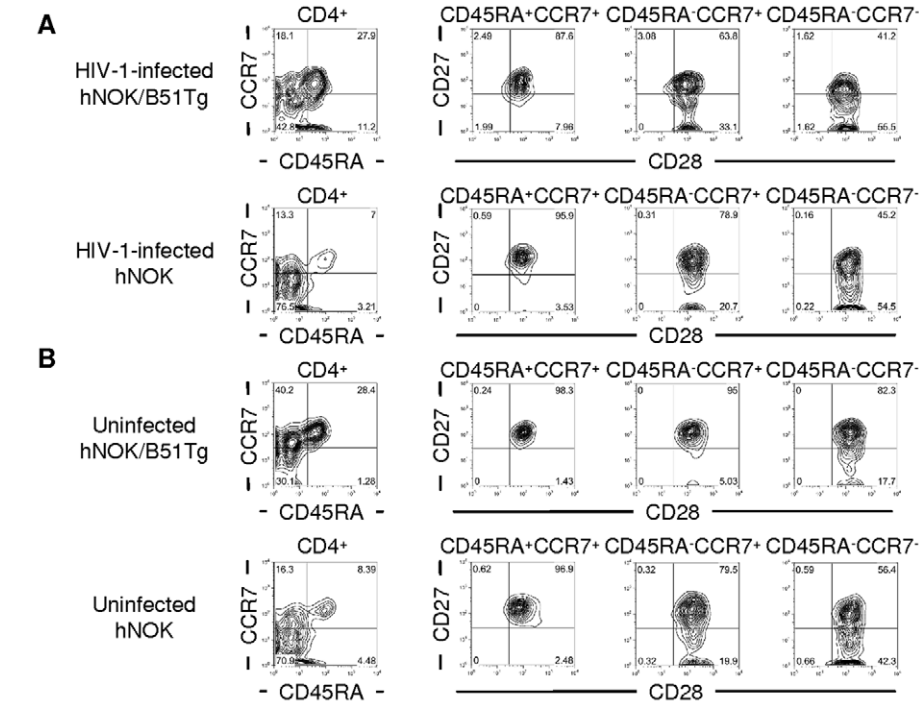 A
CD4+
CD45RA+CCR7+ CD45RA-CCR7+ CD45RA-CCR7-
HIV-1-infected
hNOK/B51Tg
CCR7
18.1 27.9
42.8 11.2
CD27
2.49 87.6
1.99 7.96
3.08 63.8
0 33.1
1.62 41.2
1.62 55.5
CD45RA
CD28
CD4+
CD45RA+CCR7+ CD45RA-CCR7+ CD45RA-CCR7-
HIV-1-infected
hNOK
CCR7
13.3 7
76.5 3.21
CD27
0.59 95.9
0 3.53
0.31 78.9
0 20.7
0.16 45.2
0.22 54.5
CD45RA
CD28
B
CD4+
CD45RA+CCR7+ CD45RA-CCR7+ CD45RA-CCR7-
Uninfected
hNOK/B51Tg
CCR7
40.2 28.4
30.1 1.28
CD27
0.24 98.3
0 1.43
0 95
0 5.03
0 82.3
0 17.7
CD45RA
CD28
CD4+
CD45RA+CCR7+ CD45RA-CCR7+ CD45RA-CCR7-
Uninfected
hNOK
CCR7
16.3 8.39
70.9 4.48
CD27
0.62 96.9
0 2.48
0.32 79.5
0.32 19.9
0.59 56.4
0.66 42.3
CD45RA
CD28